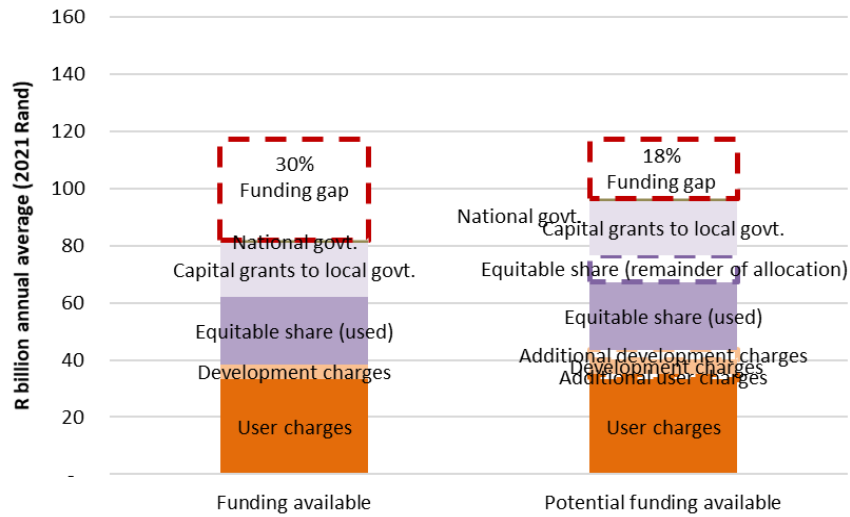 R billion annual average (2021 Rand)
160
140
120
100
80
60
40
20
-
30%
Funding gap
National govt.
Capital grants to local govt.
Equitable share (used)
Development charges
User charges
18%
Funding gap
National govt.
Capital grants to local govt.
Equitable share (remainder of allocation)
Equitable share (used)
Additional development charges
Development charges
Additional user charges
User charges
Funding available
Potential funding available